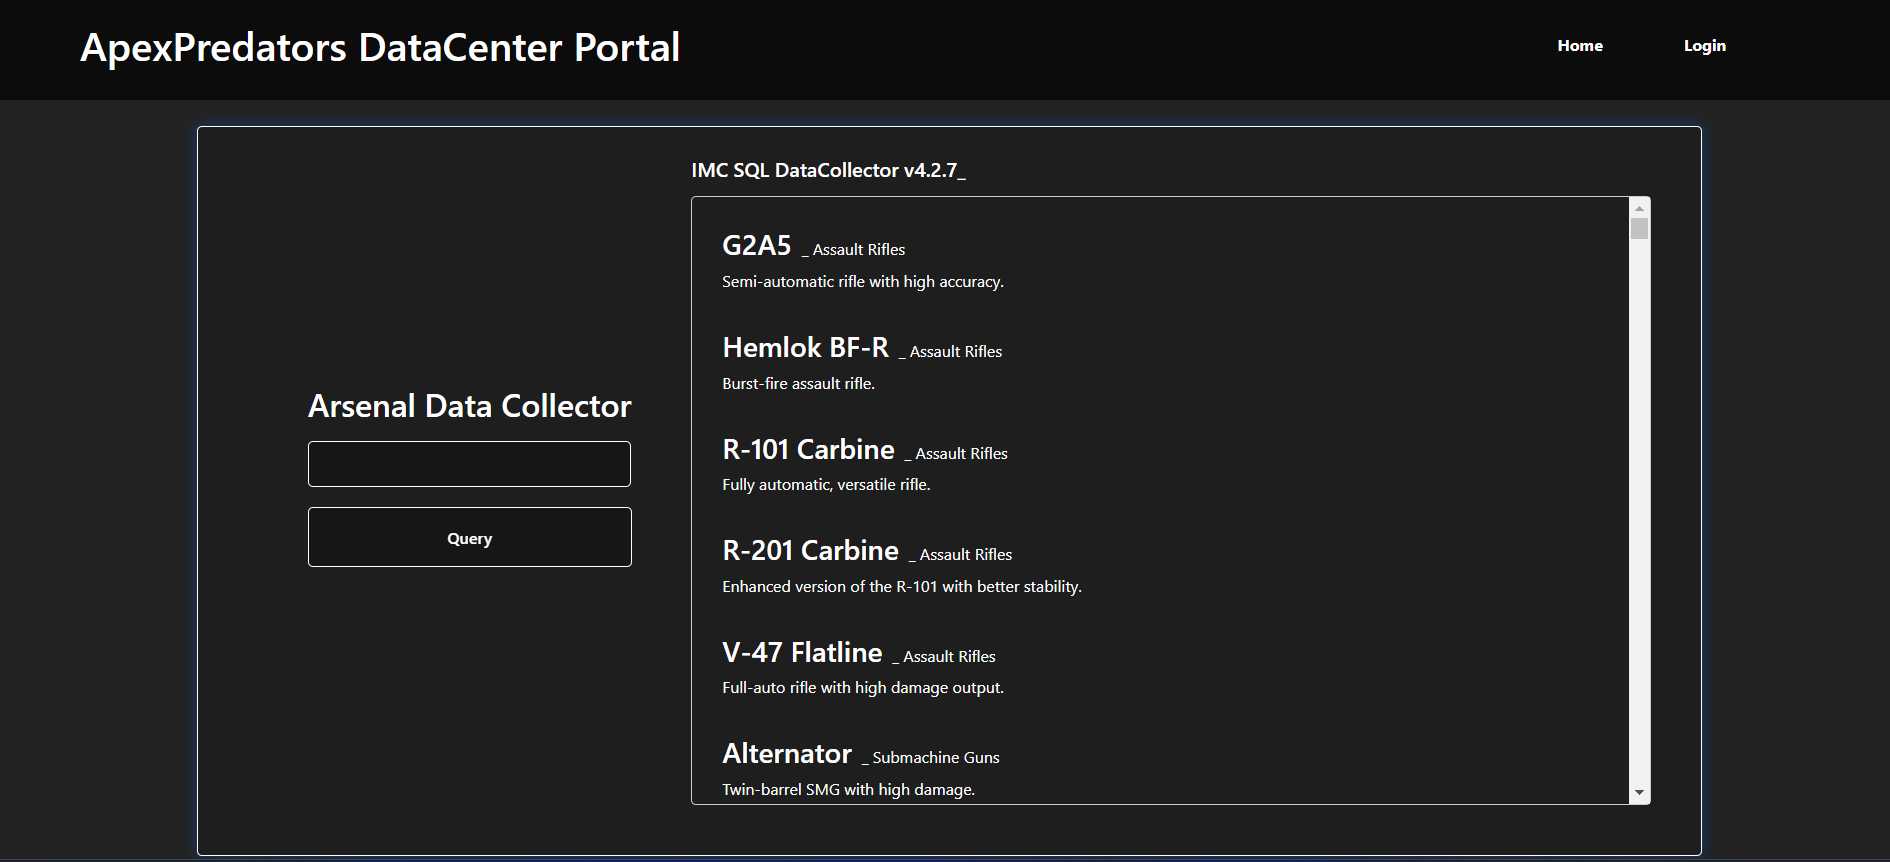 ApexPredators DataCenter Portal
Home
Login
Arsenal Data Collector
Query
IMC SQL DataCollector v4.2.7_
G2A5 _ Assault Rifles
Semi-automatic rifle with high accuracy.
Hemlok BF-R _ Assault Rifles
Burst-fire assault rifle.
R-101 Carbine _ Assault Rifles
Fully automatic, versatile rifle.
R-201 Carbine _ Assault Rifles
Enhanced version of the R-101 with better stability.
V-47 Flatline _ Assault Rifles
Full-auto rifle with high damage output.
Alternator _ Submachine Guns
Twin-barrel SMG with high damage.